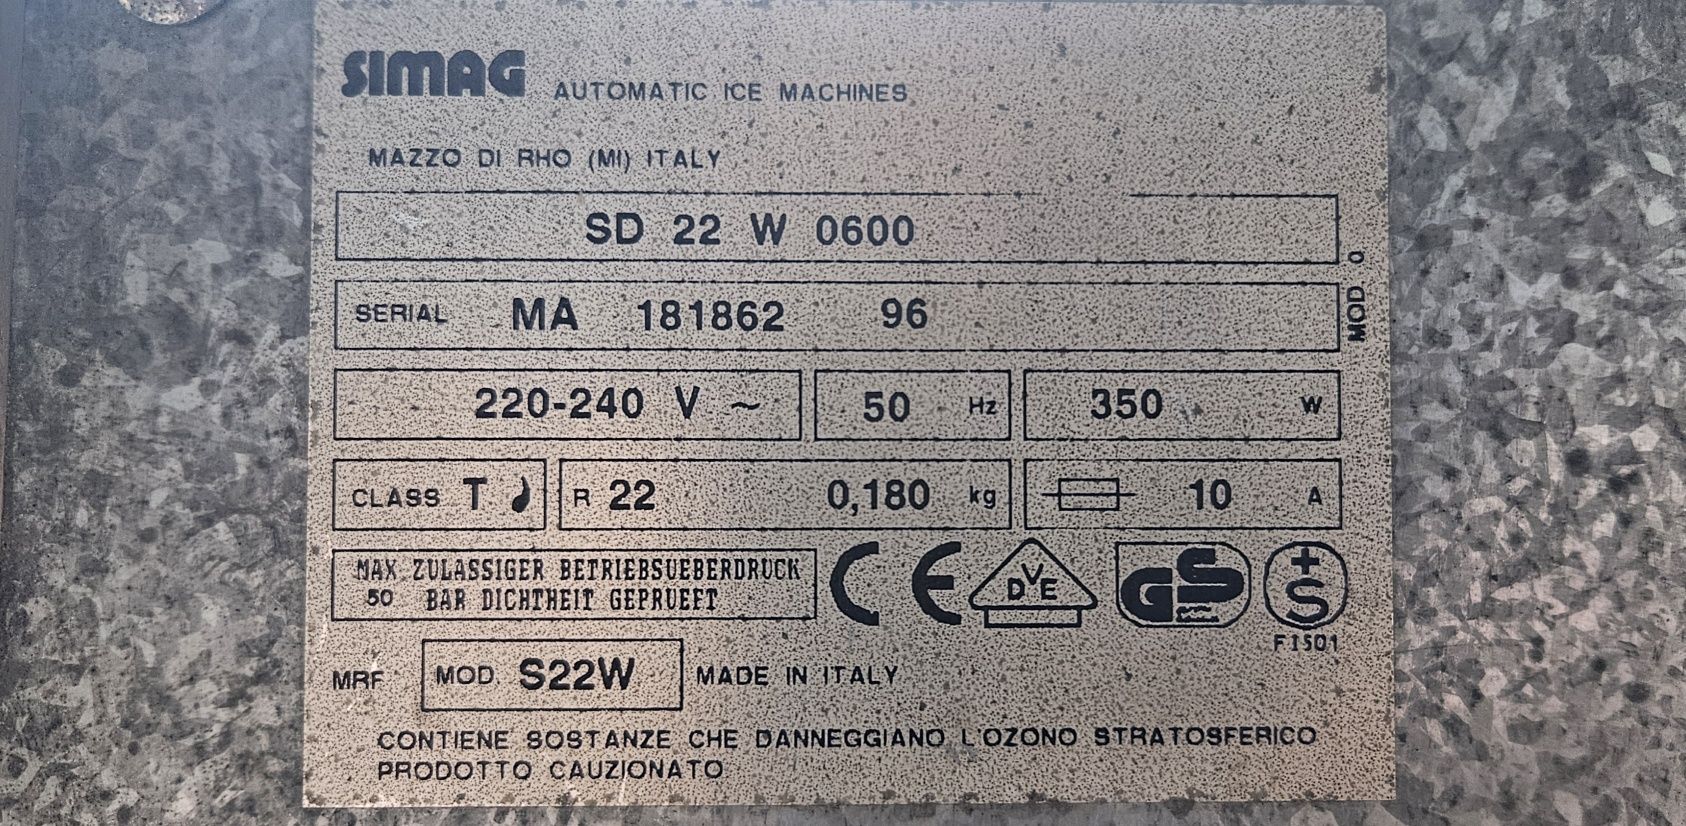 SIMAG AUTOMATIC ICE MACHINES
MAZZO DI RHO (MI) ITALY
SD 22 W 0600
SERIAL MA 181862 96
MOD 0
220-240 V ~ 50 Hz 350 W
CLASS T R 22 0,180 kg 10 A
MAX ZULASSIGER BETRIEBSUEBERDRUCK
50 BAR DICHTHEIT GEPRUEFT
CE DVE GS +S
F1501
MRF MOD S22W MADE IN ITALY
CONTIENE SOSTANZE CHE DANNEGGIANO L'OZONO STRATOSFERICO
PRODOTTO CAUZIONATO